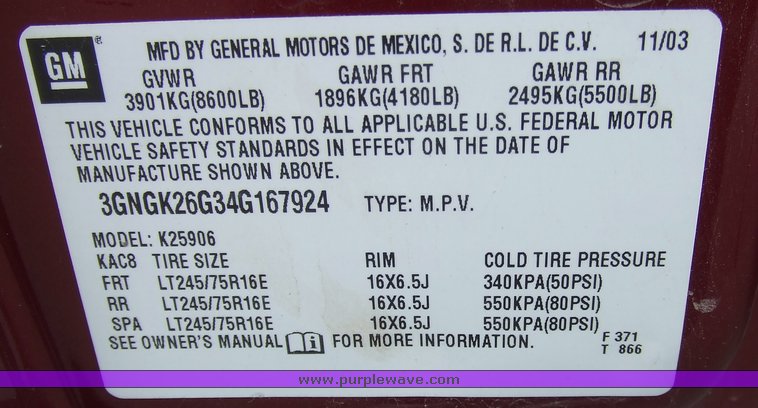 GM ® MFD BY GENERAL MOTORS DE MEXICO, S. DE R.L. DE C.V. 11/03
GVWR GAWR FRT GAWR RR
3901KG(8600LB) 1896KG(4180LB) 2495KG(5500LB)
THIS VEHICLE CONFORMS TO ALL APPLICABLE U.S. FEDERAL MOTOR
VEHICLE SAFETY STANDARDS IN EFFECT ON THE DATE OF
MANUFACTURE SHOWN ABOVE.
3GNGK26G34G167924 TYPE: M.P.V.
MODEL: K25906
KAC8 TIRE SIZE RIM COLD TIRE PRESSURE
FRT LT245/75R16E 16X6.5J 340KPA(50PSI)
RR LT245/75R16E 16X6.5J 550KPA(80PSI)
SPA LT245/75R16E 16X6.5J 550KPA(80PSI)
SEE OWNER'S MANUAL i FOR MORE INFORMATION. F 371
T 866
www.purplewave.com